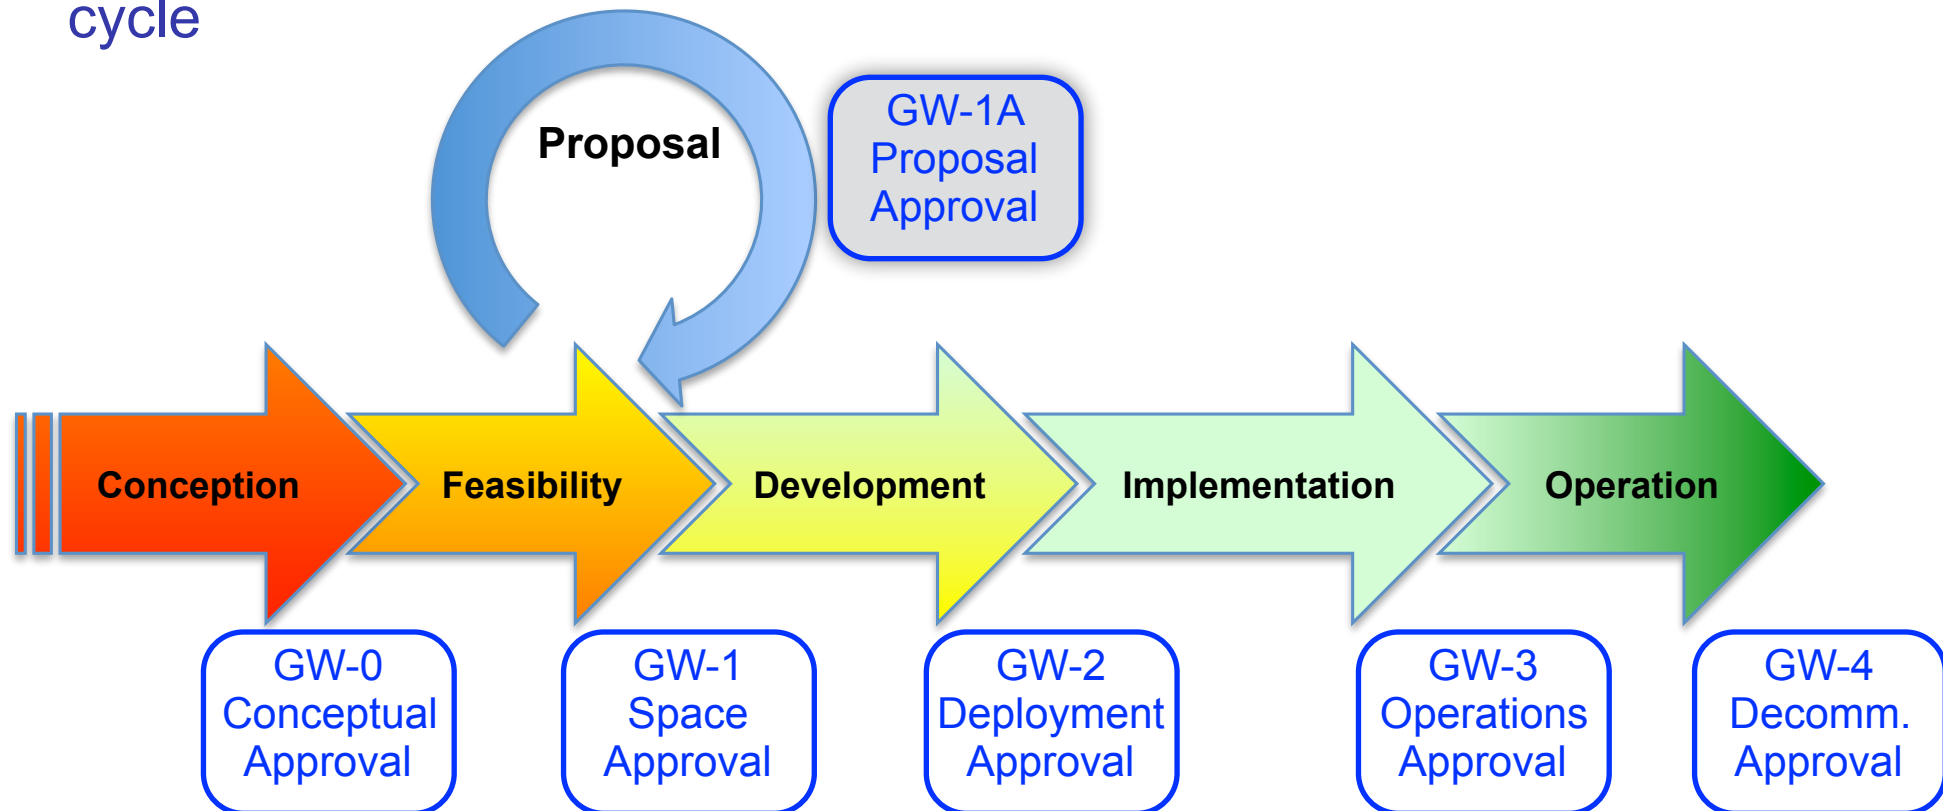 cycle
Proposal
GW-1A
Proposal
Approval
Conception
Feasibility
Development
Implementation
Operation
GW-0
Conceptual
Approval
GW-1
Space
Approval
GW-2
Deployment
Approval
GW-3
Operations
Approval
GW-4
Decomm.
Approval